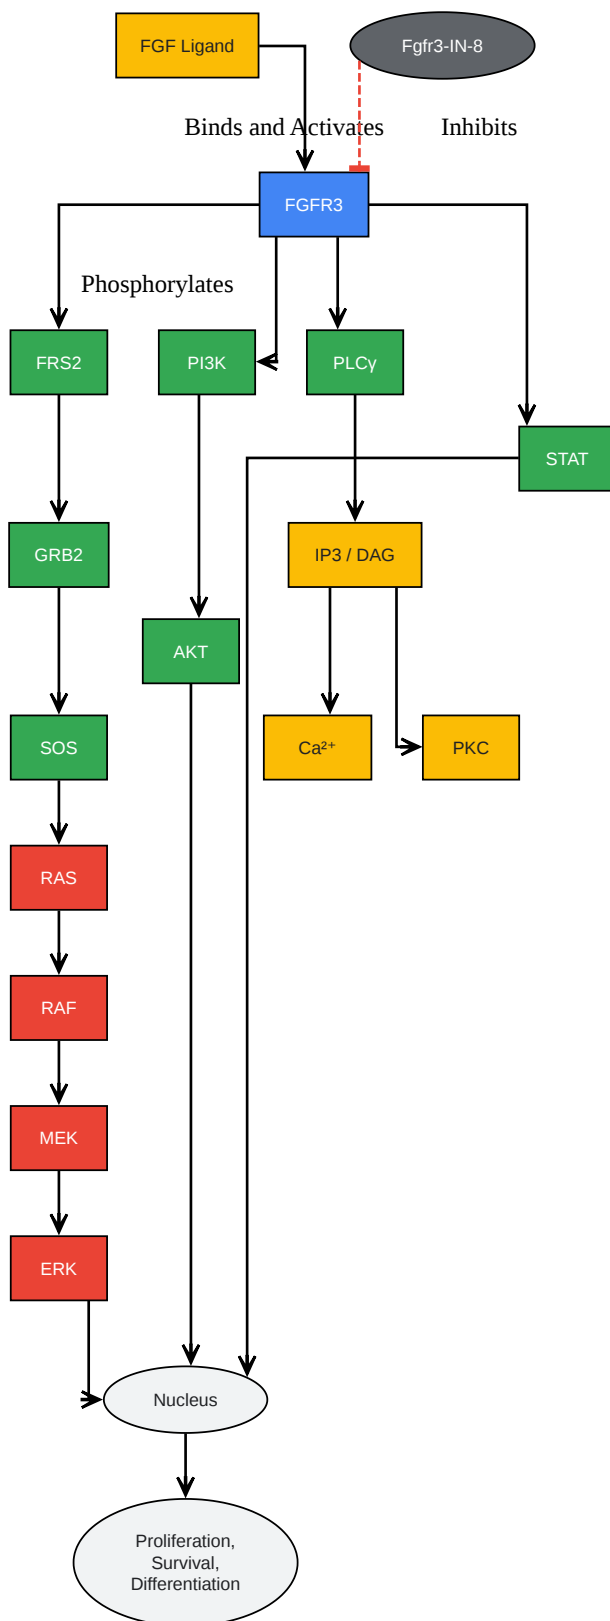 FGF Ligand
Fgfr3-IN-8
Binds and Activates
Inhibits
FGFR3
Phosphorylates
FRS2
PI3K
PLCγ
STAT
GRB2
IP3 / DAG
AKT
SOS
Ca²⁺
PKC
RAS
RAF
MEK
ERK
Nucleus
Proliferation,
Survival,
Differentiation